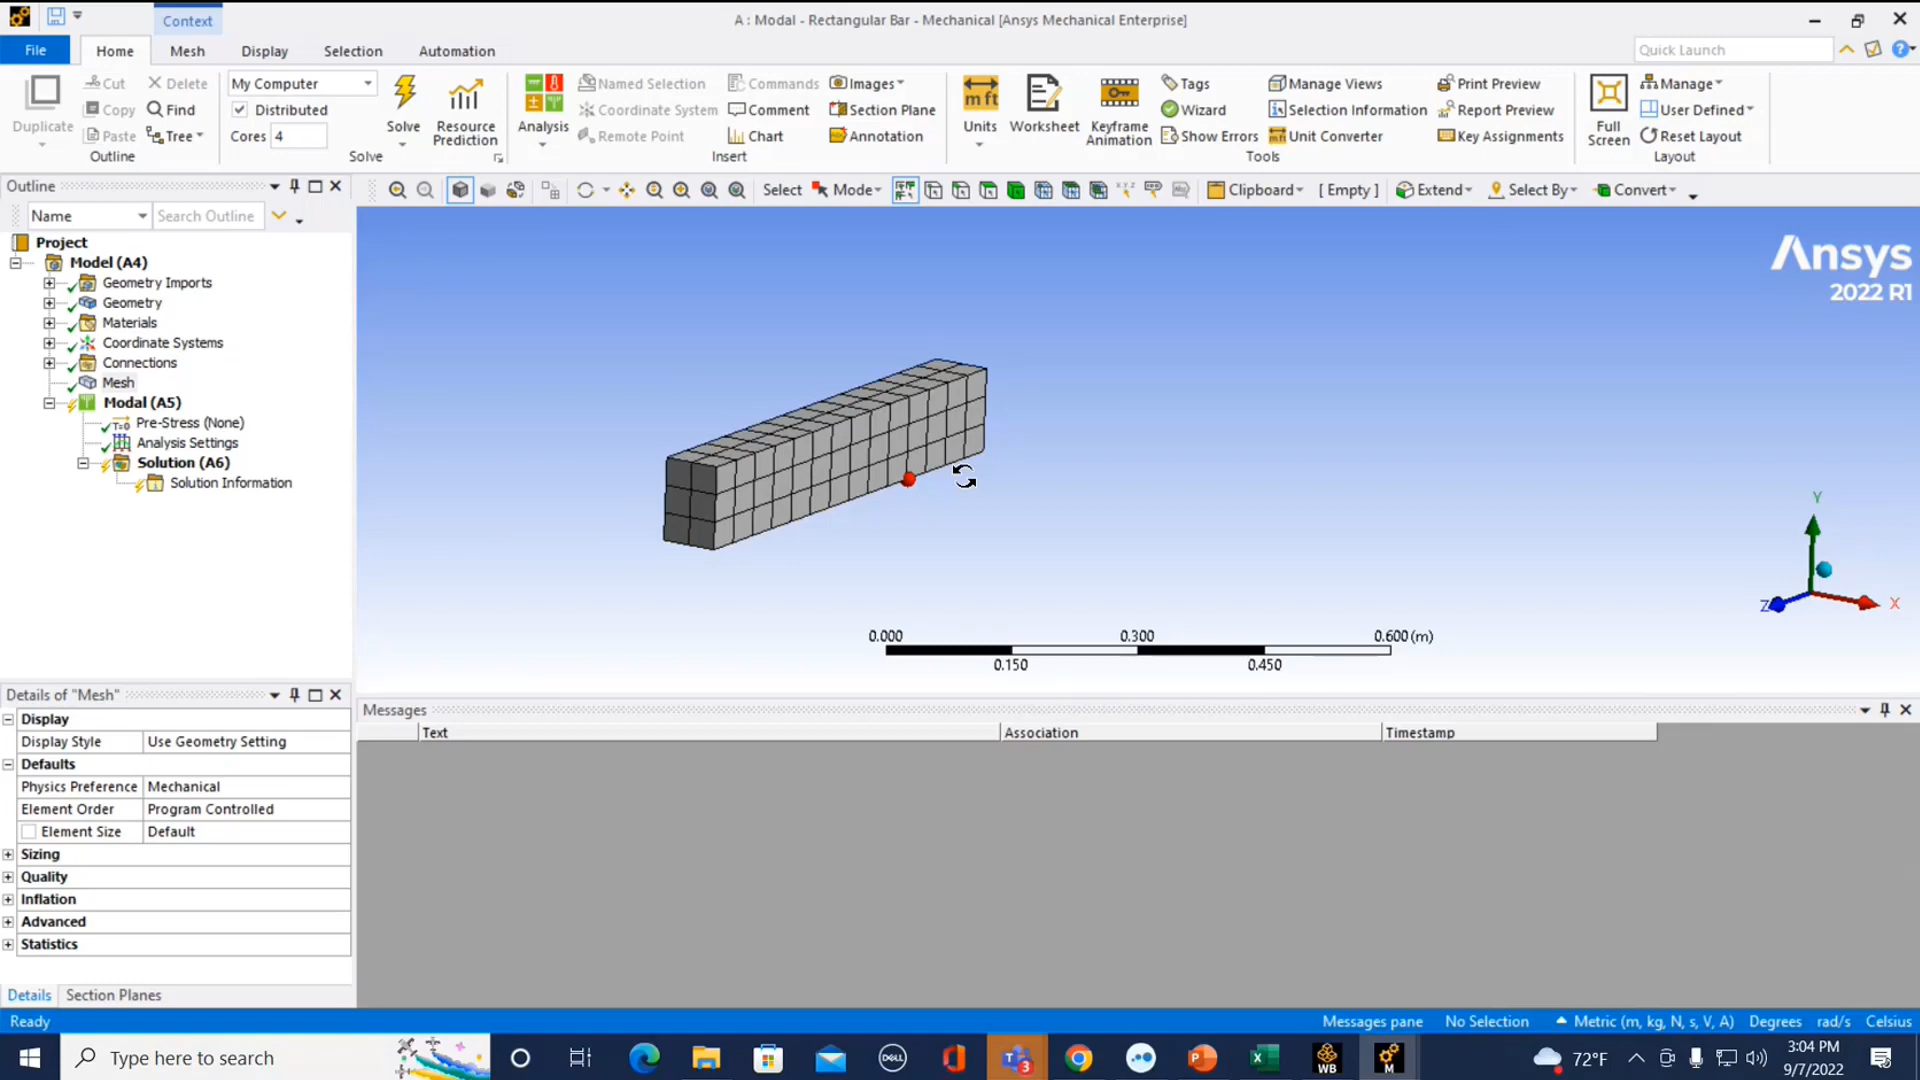 Context
A : Modal - Rectangular Bar - Mechanical [Ansys Mechanical Enterprise]
File
Home
Mesh
Display
Selection
Automation
Quick Launch
Duplicate
Cut
Copy
Paste
Delete
Find
Tree
Outline
My Computer
Distributed
Cores 4
Solve
Resource Prediction
Solve
Analysis
Named Selection
Coordinate System
Remote Point
Commands
Comment
Chart
Images
Section Plane
Annotation
Insert
Units
Worksheet
Keyframe Animation
Tags
Wizard
Show Errors
Manage Views
Selection Information
Unit Converter
Print Preview
Report Preview
Key Assignments
Tools
Full Screen
Manage
User Defined
Reset Layout
Layout
Outline
Select
Mode
Clipboard
[ Empty ]
Extend
Select By
Convert
Name
Search Outline
Project
Model (A4)
Geometry Imports
Geometry
Materials
Coordinate Systems
Connections
Mesh
Modal (A5)
T=0 Pre-Stress (None)
Analysis Settings
Solution (A6)
Solution Information
Ansys
2022 R1
Y
Z
X
0.000
0.300
0.600 (m)
0.150
0.450
Details of "Mesh"
Display
Display Style Use Geometry Setting
Defaults
Physics Preference Mechanical
Element Order Program Controlled
Element Size Default
Sizing
Quality
Inflation
Advanced
Statistics
Details
Section Planes
Messages
Text
Association
Timestamp
Ready
Messages pane
No Selection
Metric (m, kg, N, s, V, A)
Degrees
rad/s
Celsius
Type here to search
DELL
3
WB
M
72°F
3:04 PM
9/7/2022